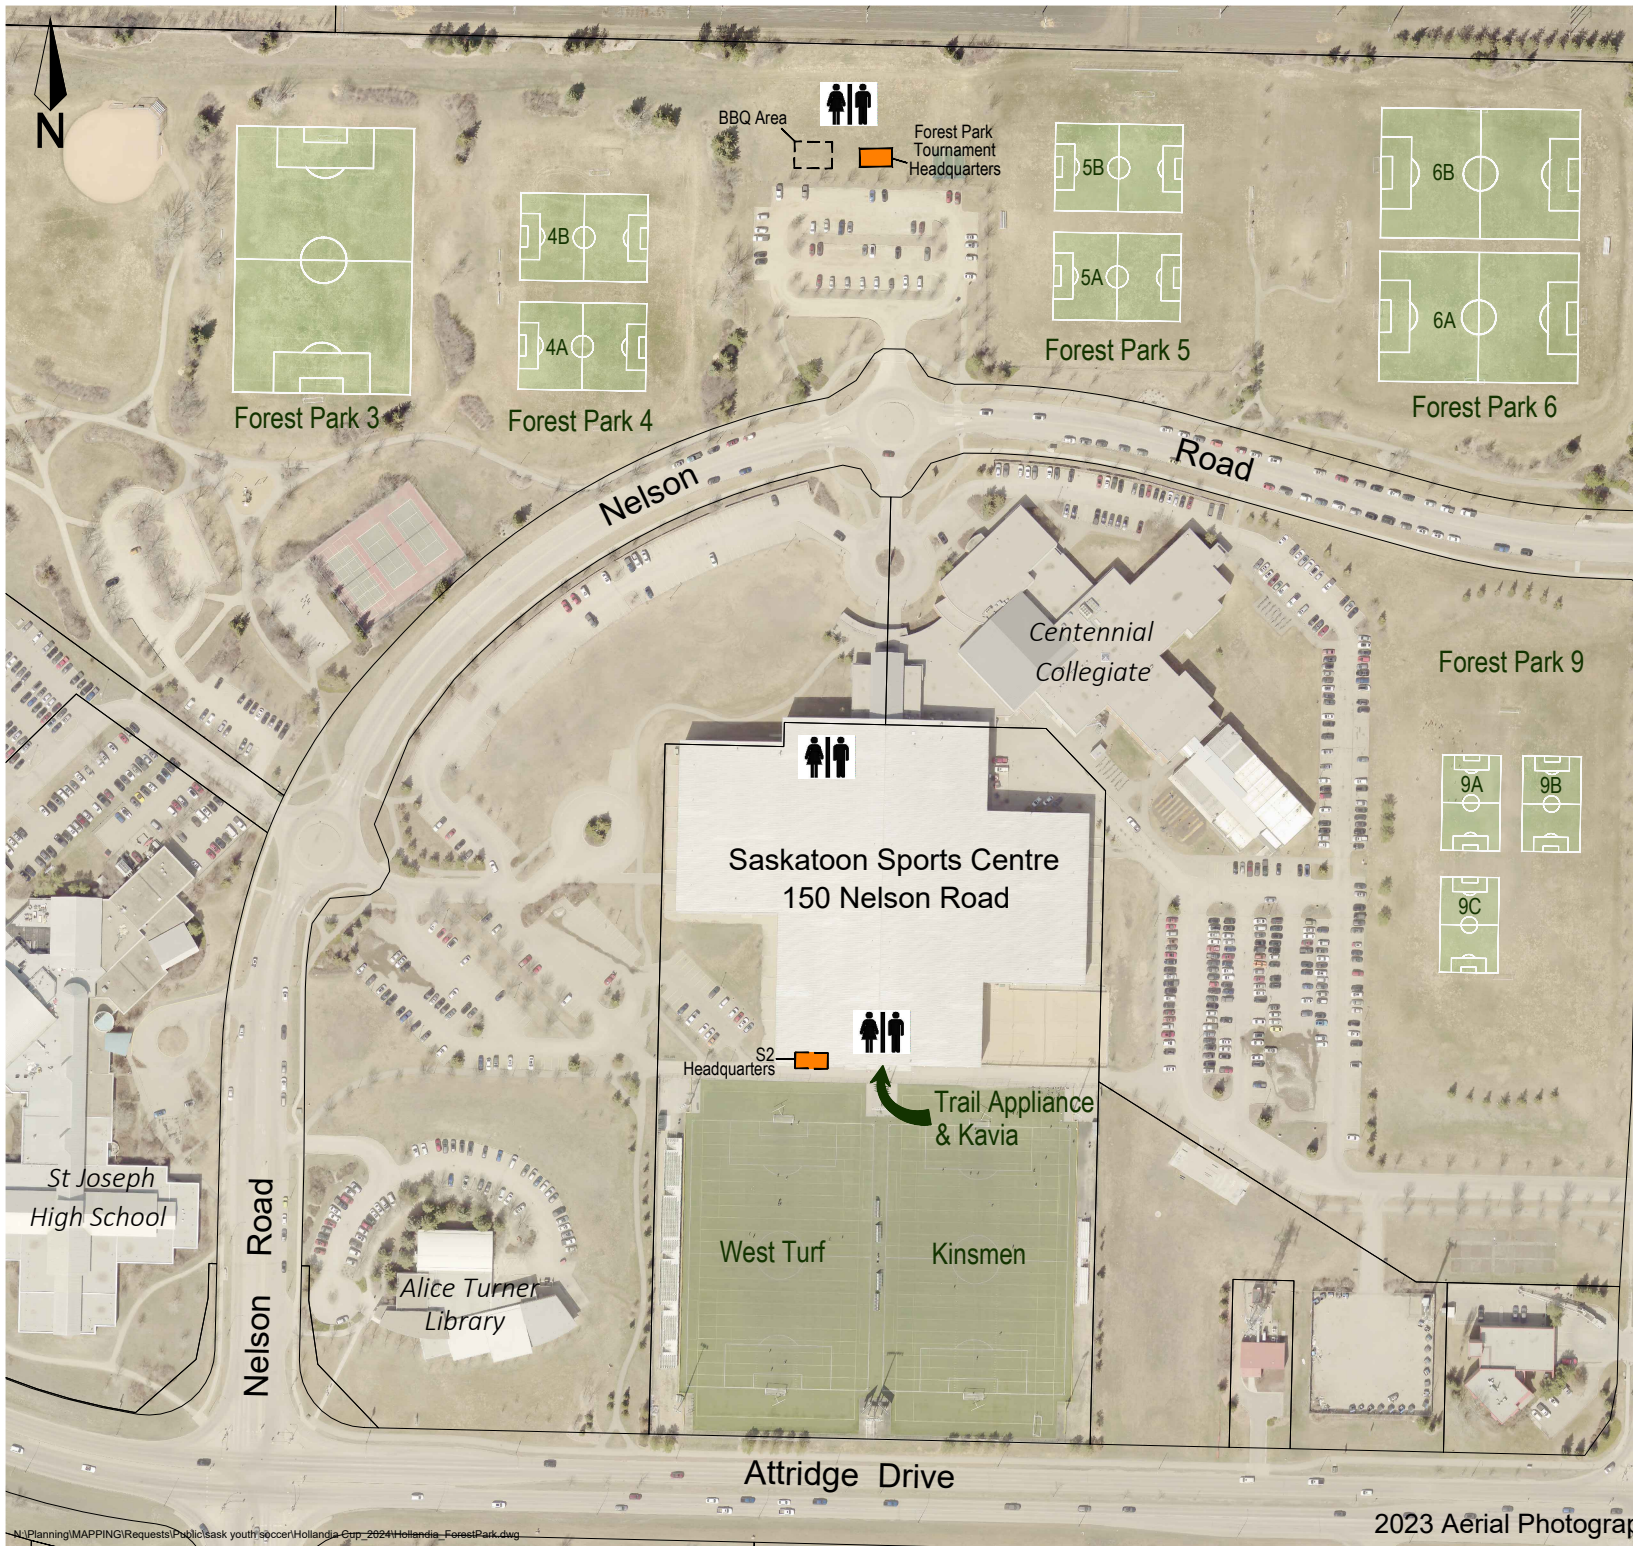 N
BBQ Area
Forest Park
Tournament
Headquarters
5B
6B
4B
5A
6A
4A
Forest Park 5
Forest Park 3
Forest Park 4
Forest Park 6
Nelson
Road
Centennial
Collegiate
Forest Park 9
9A
9B
Saskatoon Sports Centre
150 Nelson Road
9C
S2
Headquarters
Trail Appliance
& Kavia
St Joseph
High School
Nelson Road
West Turf
Kinsmen
Alice Turner
Library
Attridge Drive
N:\Planning\MAPPING\Requests\Public\sask youth soccer\Hollandia Cup_2024\Hollandia_ForestPark.dwg
2023 Aerial Photograp